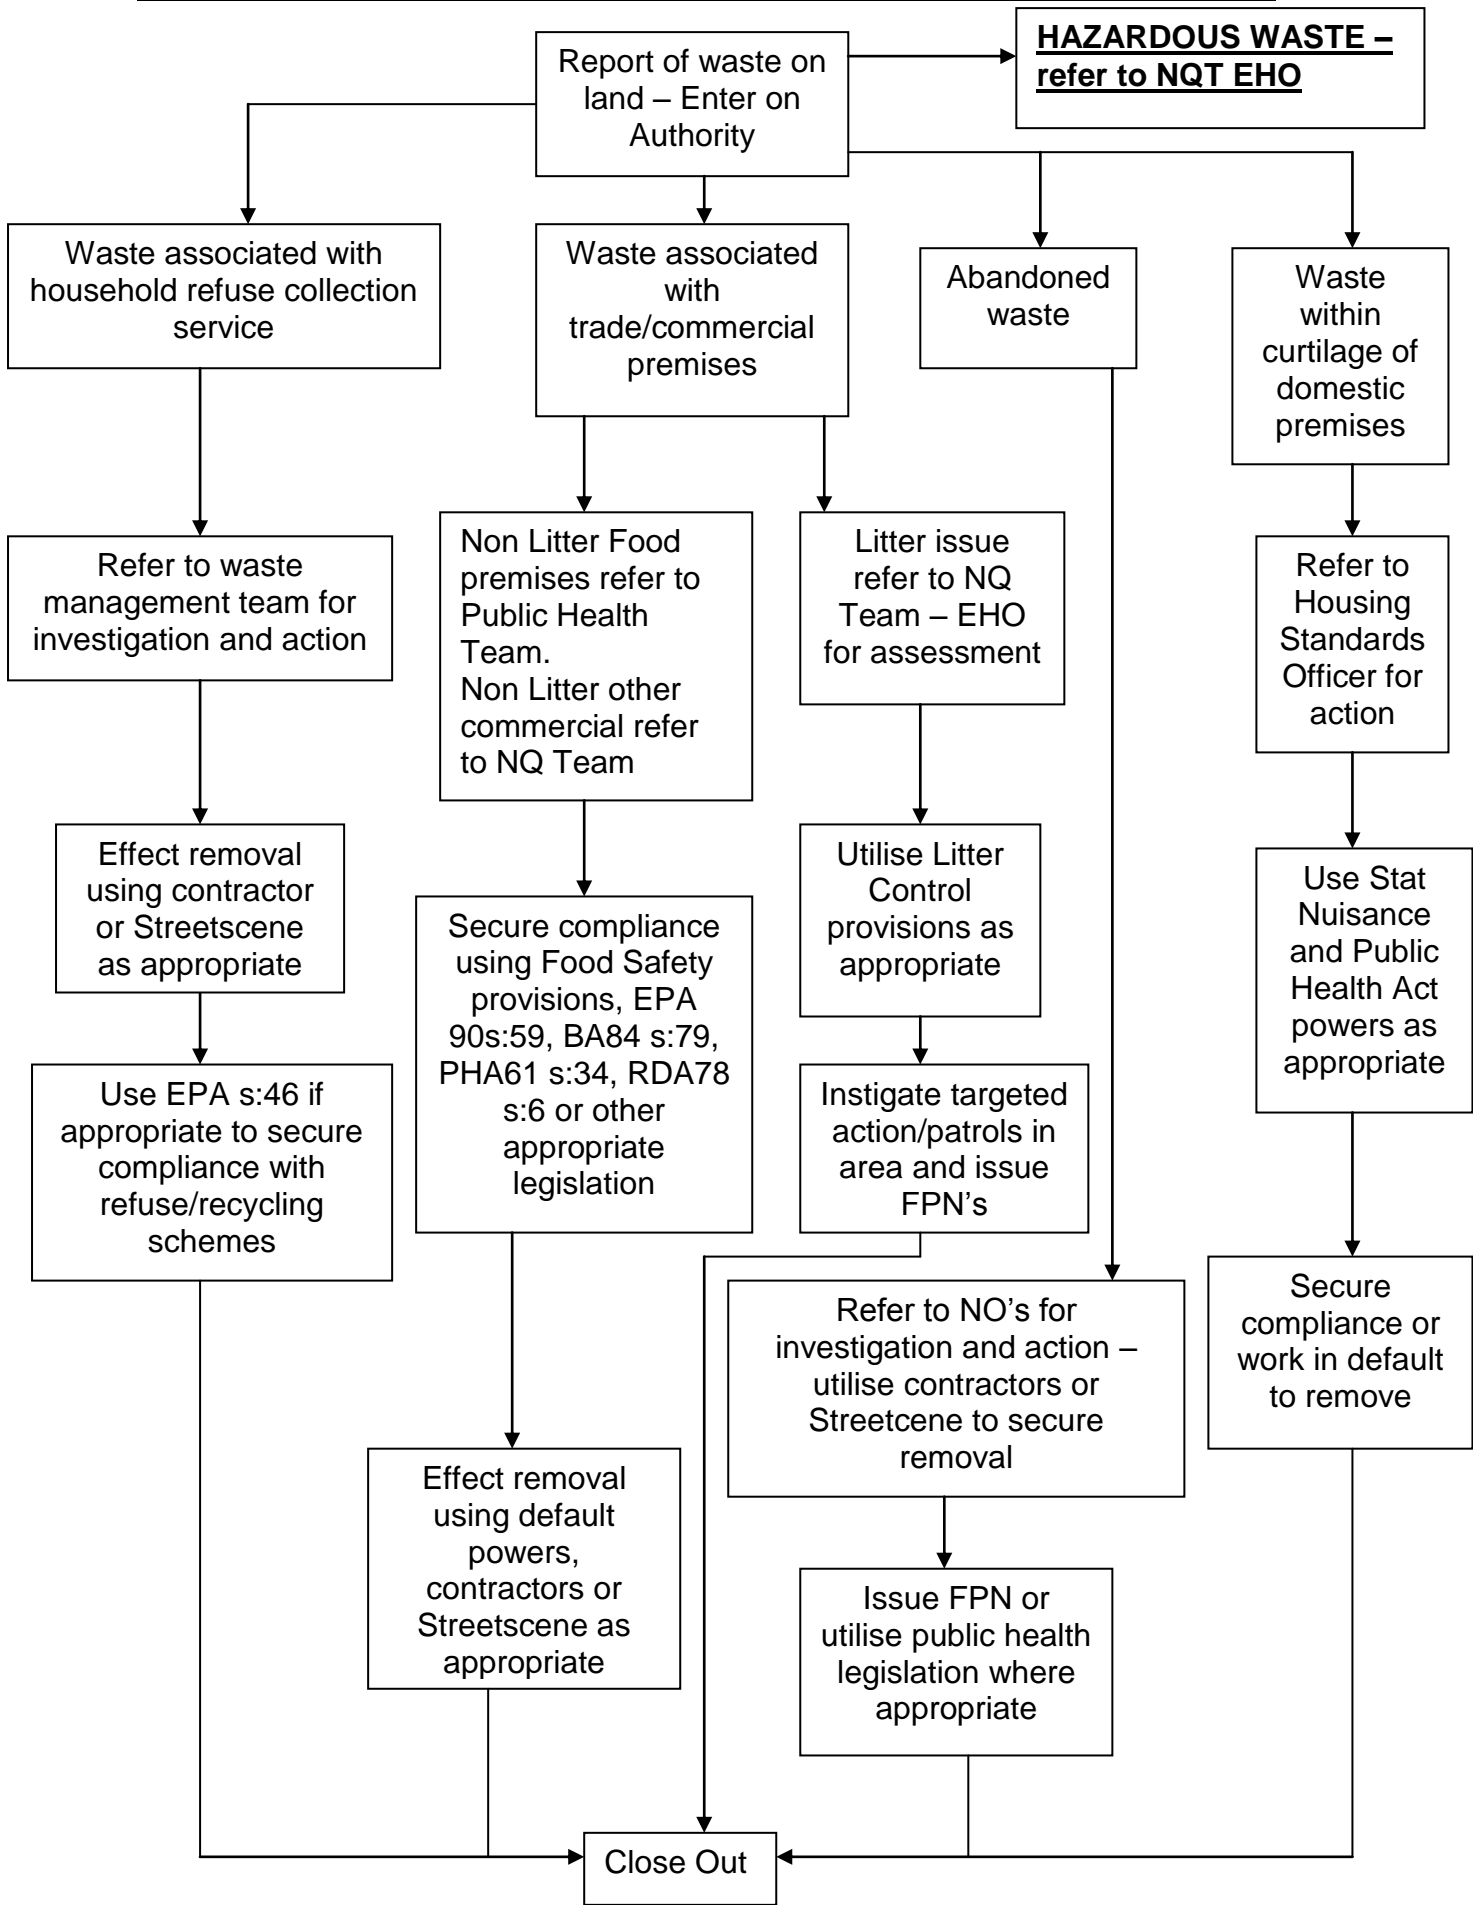 Report of waste on
land – Enter on
Authority
HAZARDOUS WASTE –
refer to NQT EHO
Waste associated with
household refuse collection
service
Waste associated
with
trade/commercial
premises
Abandoned
waste
Waste
within
curtilage of
domestic
premises
Refer to waste
management team for
investigation and action
Non Litter Food
premises refer to
Public Health
Team.
Non Litter other
commercial refer
to NQ Team
Litter issue
refer to NQ
Team – EHO
for assessment
Refer to
Housing
Standards
Officer for
action
Effect removal
using contractor
or Streetscene
as appropriate
Secure compliance
using Food Safety
provisions, EPA
90s:59, BA84 s:79,
PHA61 s:34, RDA78
s:6 or other
appropriate
legislation
Utilise Litter
Control
provisions as
appropriate
Use Stat
Nuisance
and Public
Health Act
powers as
appropriate
Use EPA s:46 if
appropriate to secure
compliance with
refuse/recycling
schemes
Instigate targeted
action/patrols in
area and issue
FPN’s
Refer to NO’s for
investigation and action –
utilise contractors or
Streetcene to secure
removal
Secure
compliance or
work in default
to remove
Effect removal
using default
powers,
contractors or
Streetscene as
appropriate
Issue FPN or
utilise public health
legislation where
appropriate
Close Out